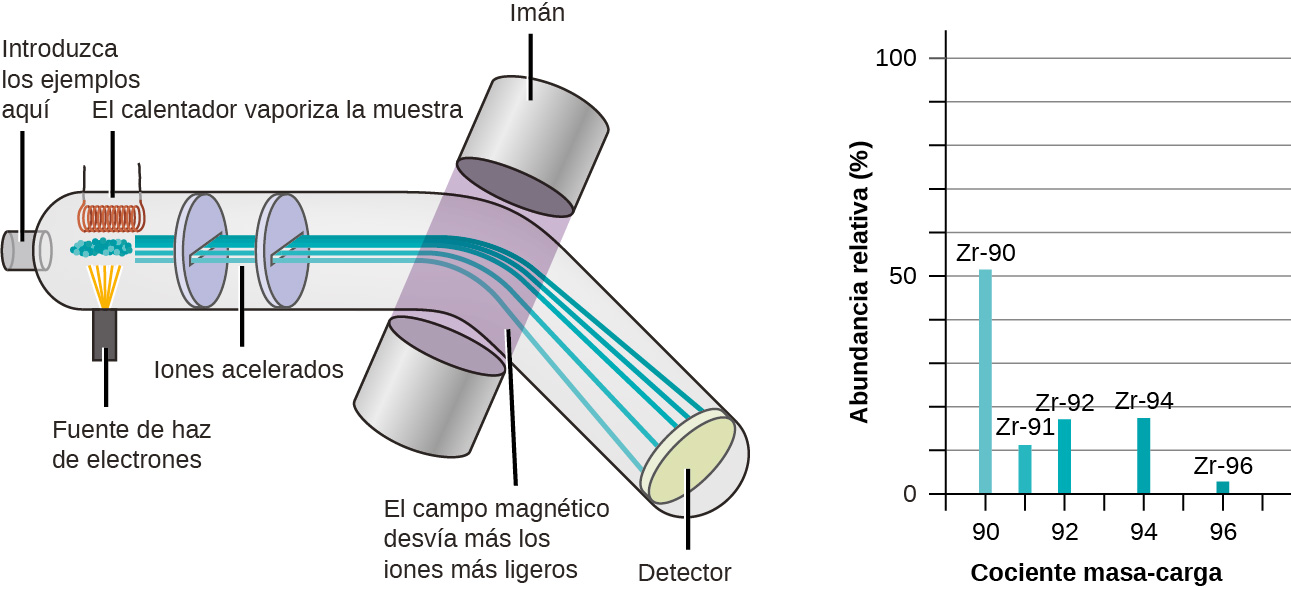 Imán
Introduzca
los ejemplos
aquí
El calentador vaporiza la muestra
Iones acelerados
Fuente de haz
de electrones
El campo magnético
desvía más los
iones más ligeros
Detector
Abundancia relativa (%)
100
50
0
Zr-90
Zr-91
Zr-92
Zr-94
Zr-96
90 92 94 96
Cociente masa-carga